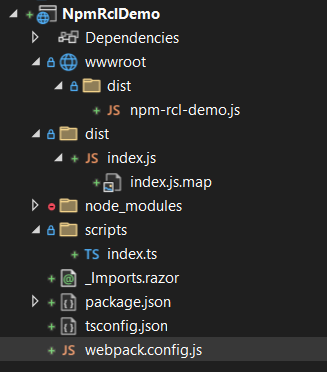 NpmRclDemo
Dependencies
wwwroot
dist
JS npm-rcl-demo.js
dist
JS index.js
index.js.map
node_modules
scripts
TS index.ts
@ _Imports.razor
{} package.json
{} tsconfig.json
JS webpack.config.js